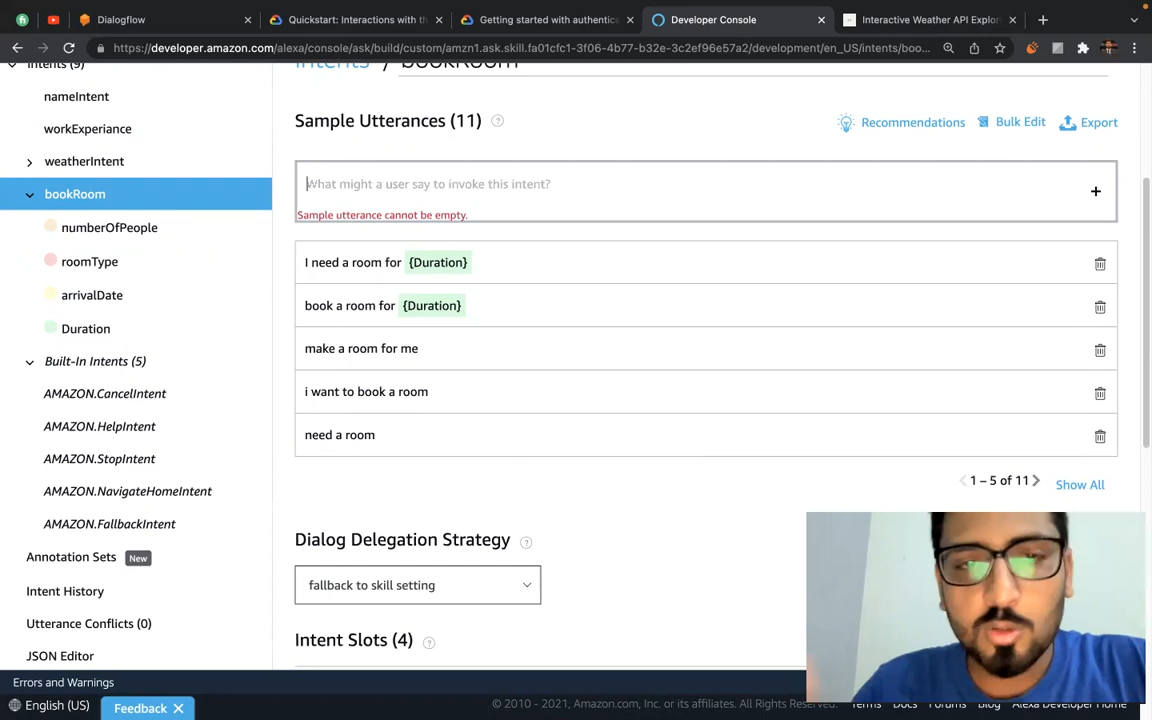 Dialogflow
Quickstart: Interactions with th
Getting started with authentica
Developer Console
Interactive Weather API Explor
https://developer.amazon.com/alexa/console/ask/build/custom/amzn1.ask.skill.fa01cfc1-3f06-4b77-b32e-3c2ef96e57a2/development/en_US/intents/boo...
Intents (9)
Intents / bookRoom
nameIntent
workExperiance
weatherIntent
bookRoom
numberOfPeople
roomType
arrivalDate
Duration
Built-In Intents (5)
AMAZON.CancelIntent
AMAZON.HelpIntent
AMAZON.StopIntent
AMAZON.NavigateHomeIntent
AMAZON.FallbackIntent
Annotation Sets New
Intent History
Utterance Conflicts (0)
JSON Editor
Sample Utterances (11) ?
Recommendations
Bulk Edit
Export
What might a user say to invoke this intent?
+
Sample utterance cannot be empty.
I need a room for {Duration}
book a room for {Duration}
make a room for me
i want to book a room
need a room
1 – 5 of 11
Show All
Dialog Delegation Strategy ?
fallback to skill setting
Intent Slots (4) ?
Errors and Warnings
English (US)
Feedback ✕
© 2010 - 2021, Amazon.com, Inc. or its affiliates. All Rights Reserved.
Terms Docs Forums Blog Alexa Developer Home